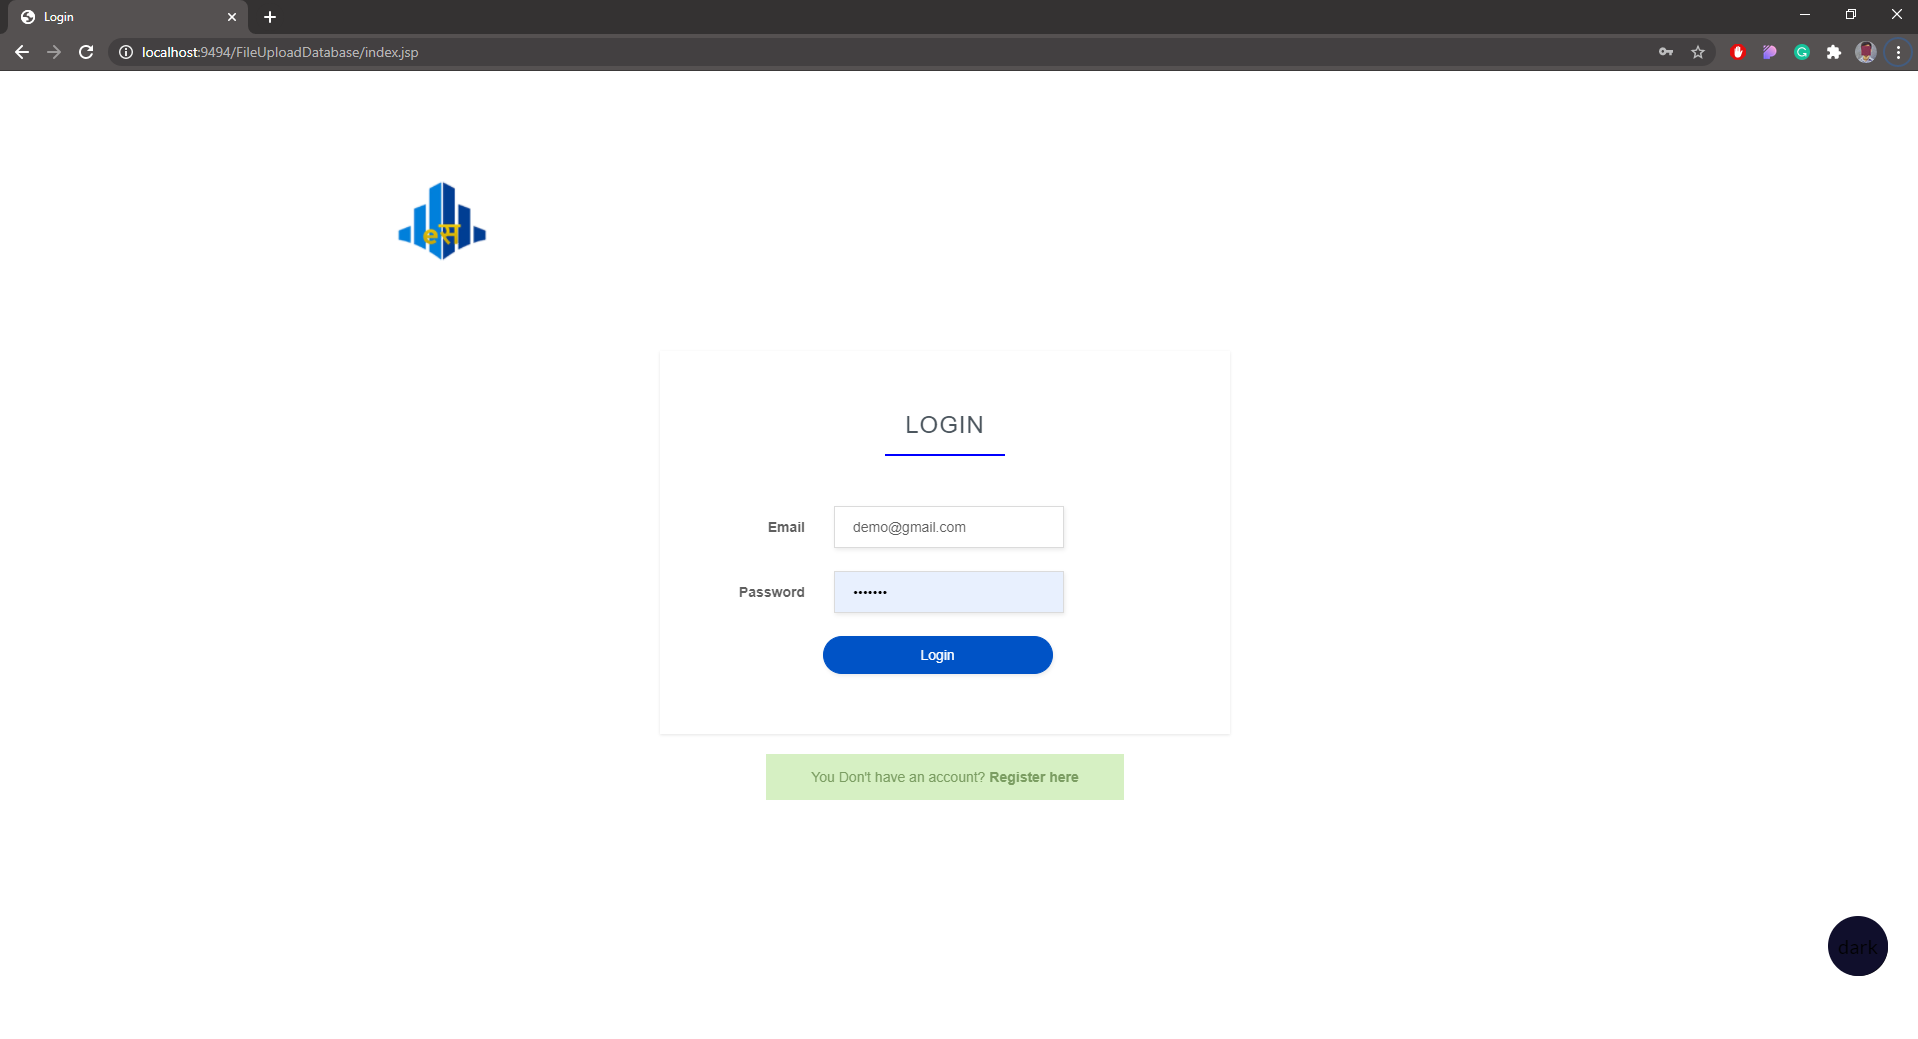 Login
localhost:9494/FileUploadDatabase/index.jsp
eस
LOGIN
Email
demo@gmail.com
Password
•••••••
Login
You Don't have an account? Register here
dark